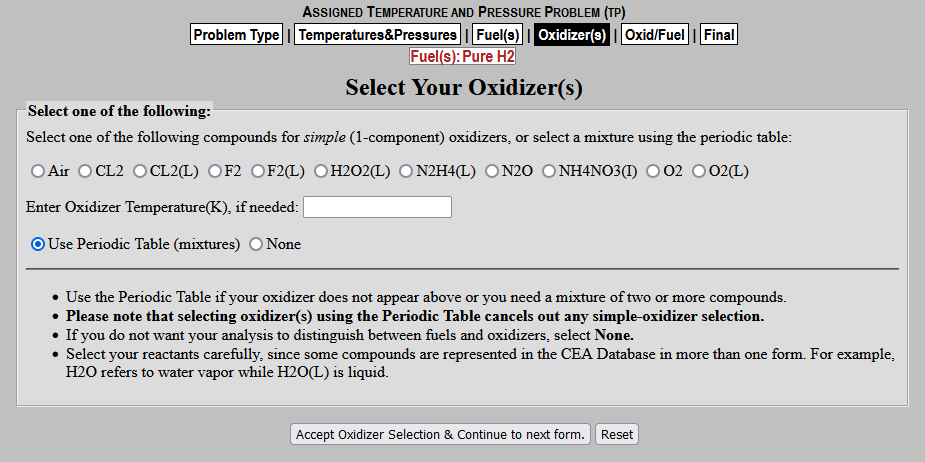 ASSIGNED TEMPERATURE AND PRESSURE PROBLEM (TP)
Problem Type | Temperatures&Pressures | Fuel(s) | Oxidizer(s) | Oxid/Fuel | Final
Fuel(s): Pure H2
Select Your Oxidizer(s)
Select one of the following:
Select one of the following compounds for simple (1-component) oxidizers, or select a mixture using the periodic table:
Air CL2 CL2(L) F2 F2(L) H2O2(L) N2H4(L) N2O NH4NO3(I) O2 O2(L)
Enter Oxidizer Temperature(K), if needed:
Use Periodic Table (mixtures) None
• Use the Periodic Table if your oxidizer does not appear above or you need a mixture of two or more compounds.
• Please note that selecting oxidizer(s) using the Periodic Table cancels out any simple-oxidizer selection.
• If you do not want your analysis to distinguish between fuels and oxidizers, select None.
• Select your reactants carefully, since some compounds are represented in the CEA Database in more than one form. For example,
H2O refers to water vapor while H2O(L) is liquid.
Accept Oxidizer Selection & Continue to next form. Reset